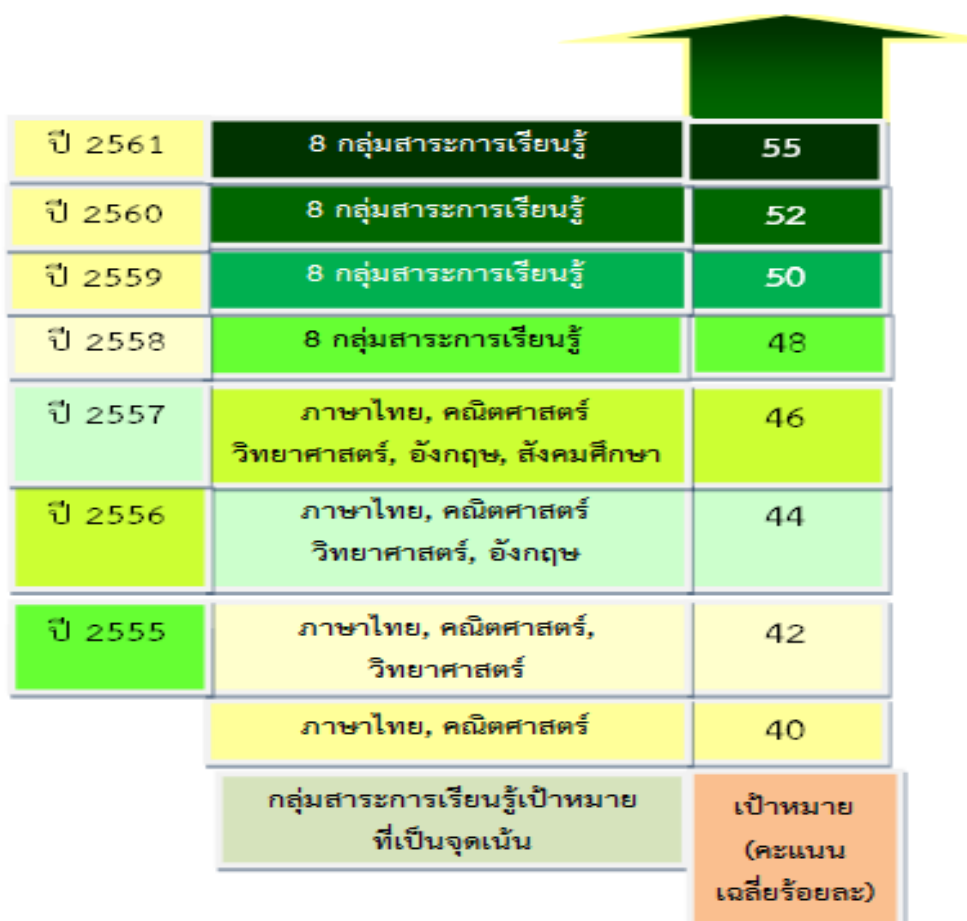 ปี 2561 8 กลุ่มสาระการเรียนรู้ 55
ปี 2560 8 กลุ่มสาระการเรียนรู้ 52
ปี 2559 8 กลุ่มสาระการเรียนรู้ 50
ปี 2558 8 กลุ่มสาระการเรียนรู้ 48
ปี 2557 ภาษาไทย, คณิตศาสตร์ 46
วิทยาศาสตร์, อังกฤษ, สังคมศึกษา
ปี 2556 ภาษาไทย, คณิตศาสตร์ 44
วิทยาศาสตร์, อังกฤษ
ปี 2555 ภาษาไทย, คณิตศาสตร์, 42
วิทยาศาสตร์
ภาษาไทย, คณิตศาสตร์ 40
กลุ่มสาระการเรียนรู้เป้าหมาย
ที่เป็นจุดเน้น
เป้าหมาย
(คะแนน
เฉลี่ยร้อยละ)